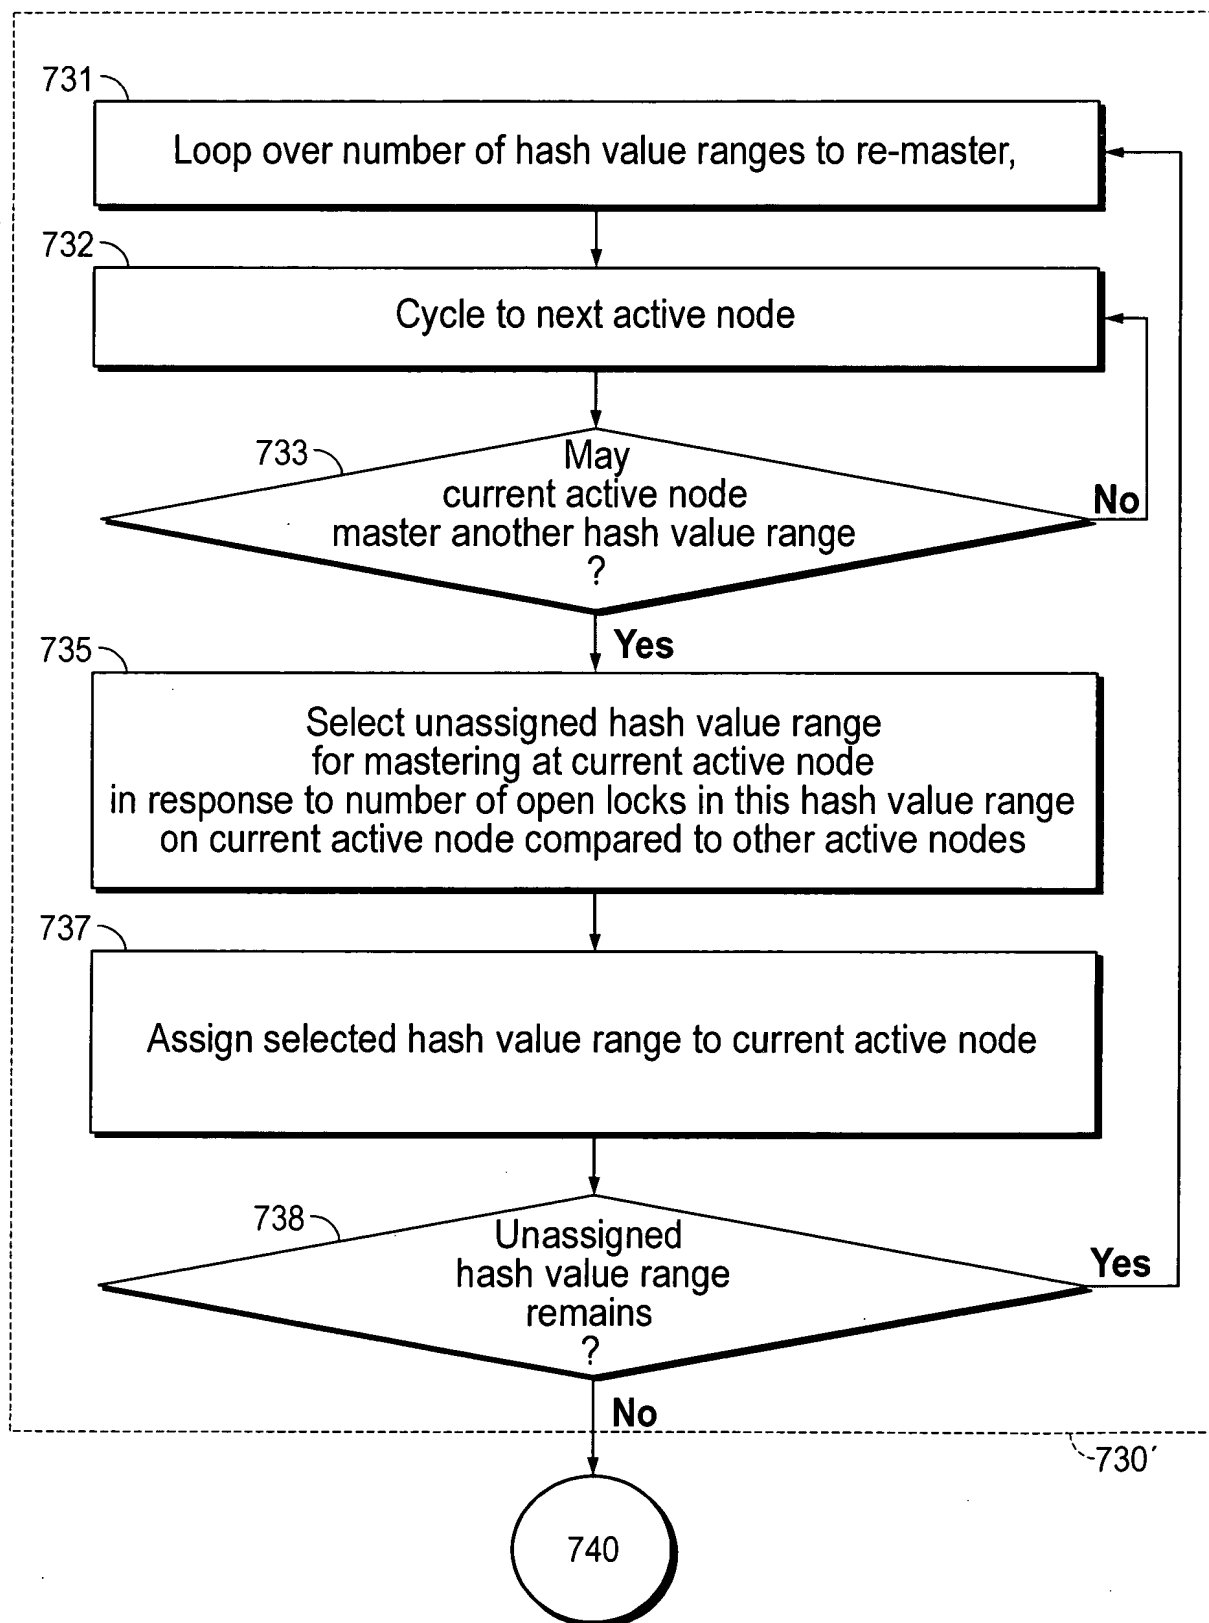 731
Loop over number of hash value ranges to re-master,
732
Cycle to next active node
733
May
current active node
master another hash value range
?
No
Yes
735
Select unassigned hash value range
for mastering at current active node
in response to number of open locks in this hash value range
on current active node compared to other active nodes
737
Assign selected hash value range to current active node
738
Unassigned
hash value range
remains
?
Yes
No
730´
740